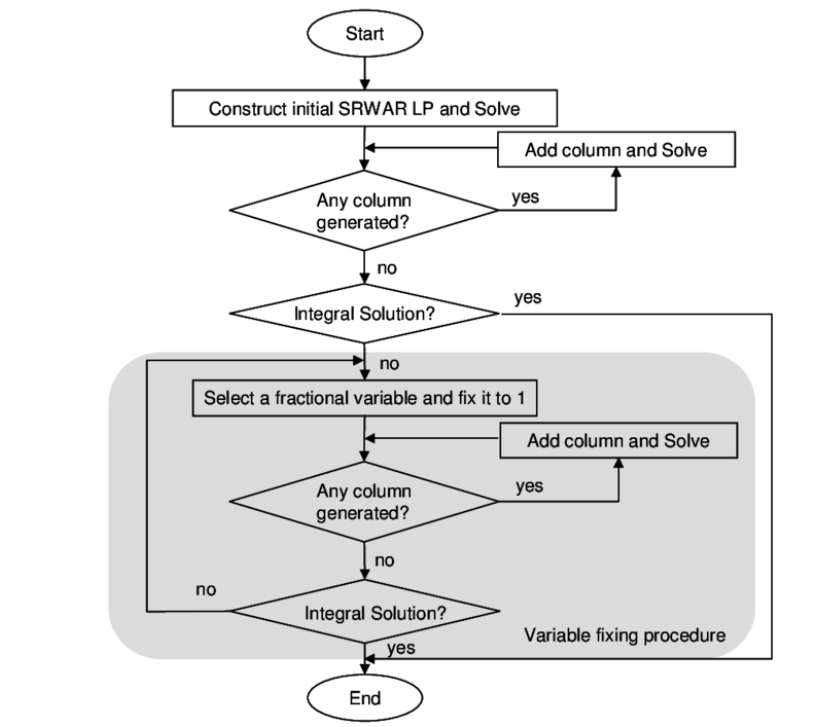 Start
Construct initial SRWAR LP and Solve
Add column and Solve
Any column
generated?
yes
no
Integral Solution?
yes
no
Select a fractional variable and fix it to 1
Add column and Solve
Any column
generated?
yes
no
no
Integral Solution?
Variable fixing procedure
yes
End